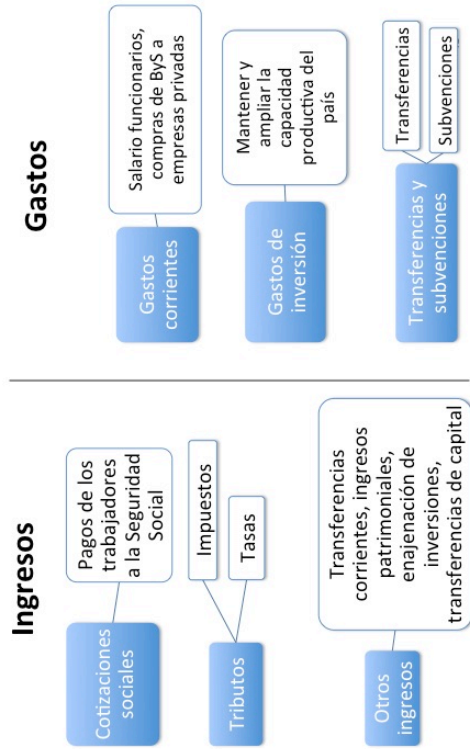 Ingresos
Cotizaciones
sociales
Pagos de los
trabajadores
a la Seguridad
Social
Tributos
Impuestos
Tasas
Otros
ingresos
Transferencias
corrientes, ingresos
patrimoniales,
enajenación de
inversiones,
transferencias de capital
Gastos
Gastos
corrientes
Salario funcionarios,
compras de ByS a
empresas privadas
Gastos de
inversión
Mantener y
ampliar la
capacidad
productiva del
país
Transferencias y
subvenciones
Transferencias
Subvenciones